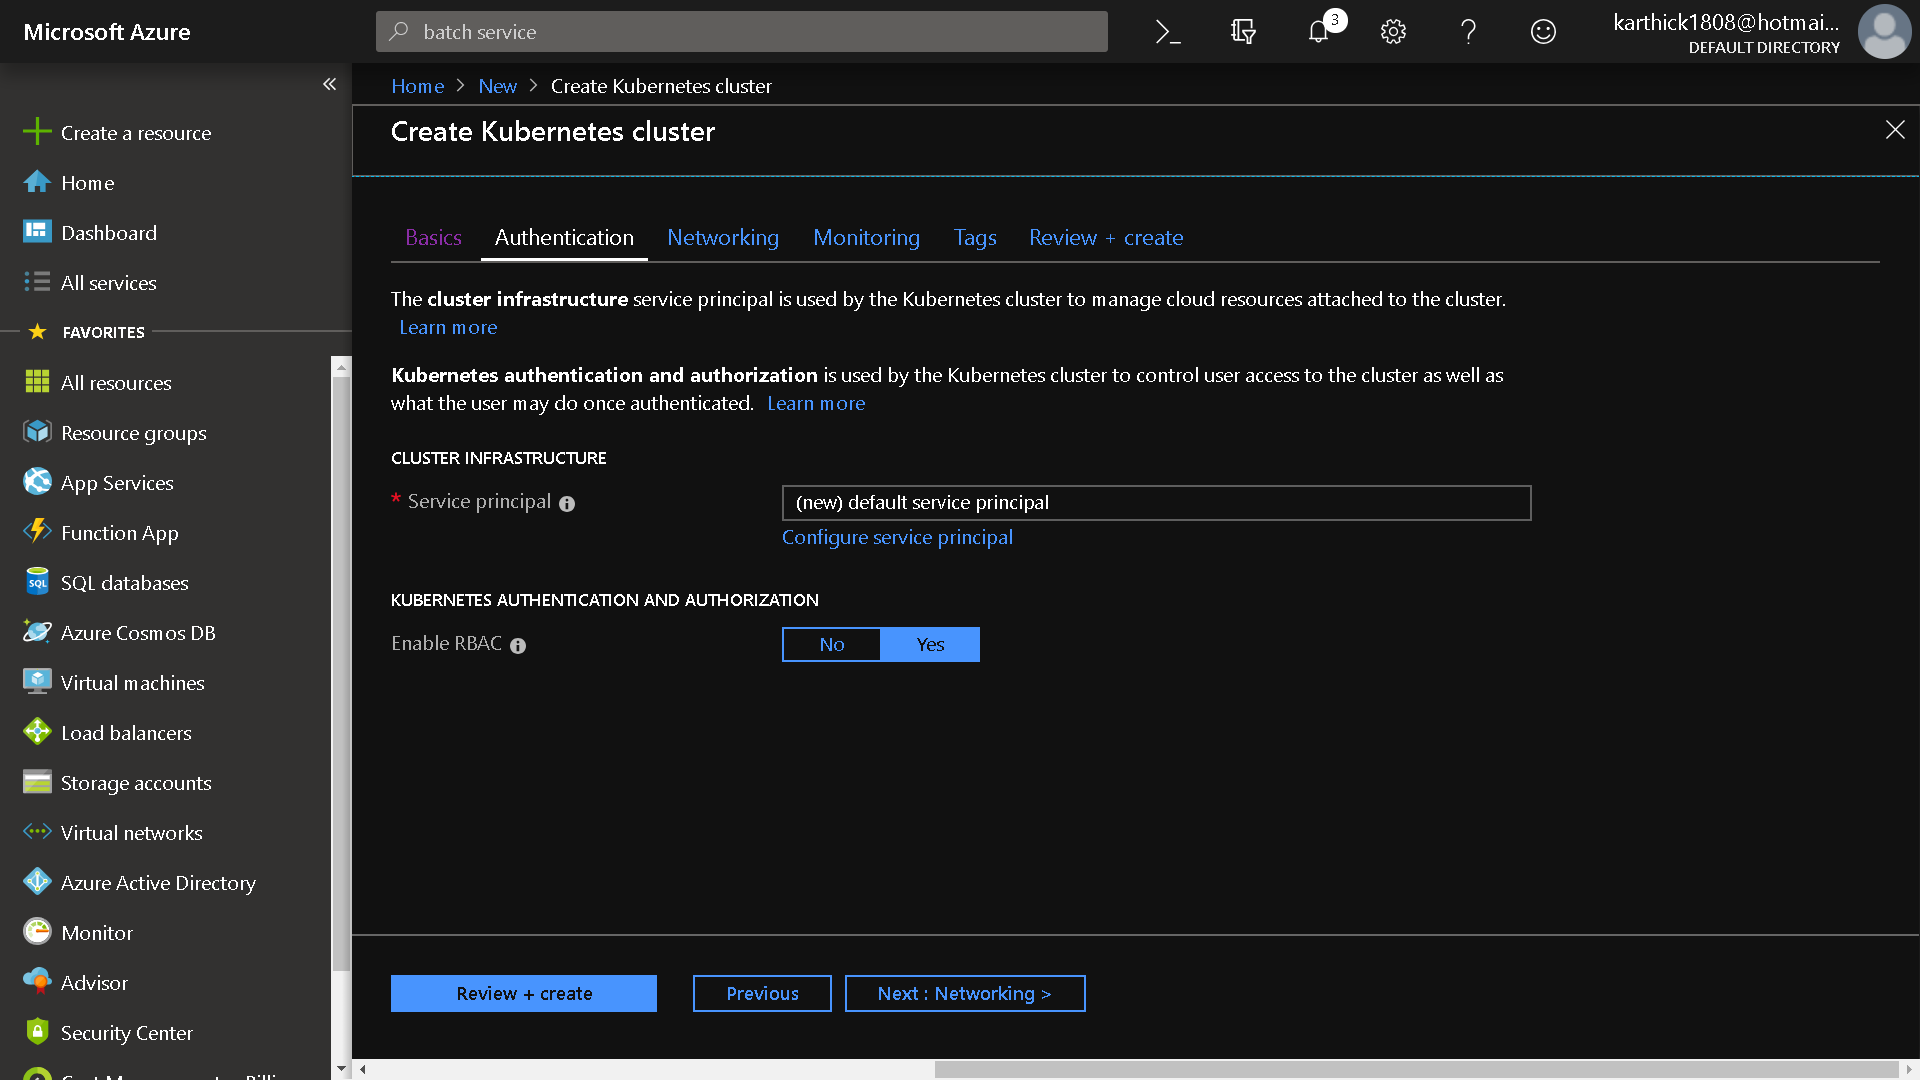 Microsoft Azure
batch service
3
karthick1808@hotmai...
DEFAULT DIRECTORY
«
Home > New > Create Kubernetes cluster
Create Kubernetes cluster
Create a resource
Home
Dashboard
All services
FAVORITES
All resources
Resource groups
App Services
Function App
SQL
SQL databases
Azure Cosmos DB
Virtual machines
Load balancers
Storage accounts
Virtual networks
Azure Active Directory
Monitor
Advisor
Security Center
Basics Authentication Networking Monitoring Tags Review + create
The cluster infrastructure service principal is used by the Kubernetes cluster to manage cloud resources attached to the cluster.
Learn more
Kubernetes authentication and authorization is used by the Kubernetes cluster to control user access to the cluster as well as
what the user may do once authenticated. Learn more
CLUSTER INFRASTRUCTURE
* Service principal
(new) default service principal
Configure service principal
KUBERNETES AUTHENTICATION AND AUTHORIZATION
Enable RBAC
No Yes
Review + create Previous Next : Networking >